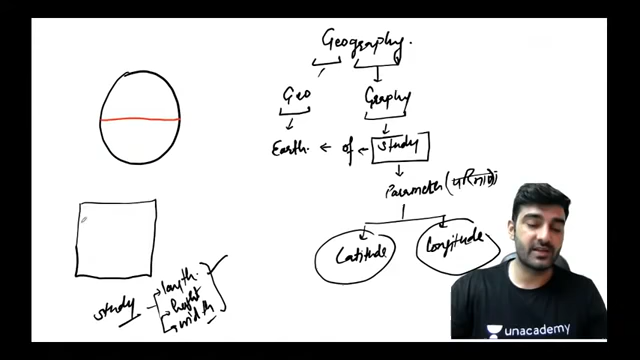 Geography.
Geo
Graphy
Earth. ← of ← study
Parameter (परिमाप)
Latitude
Longitude
study
length.
height
width
unacademy